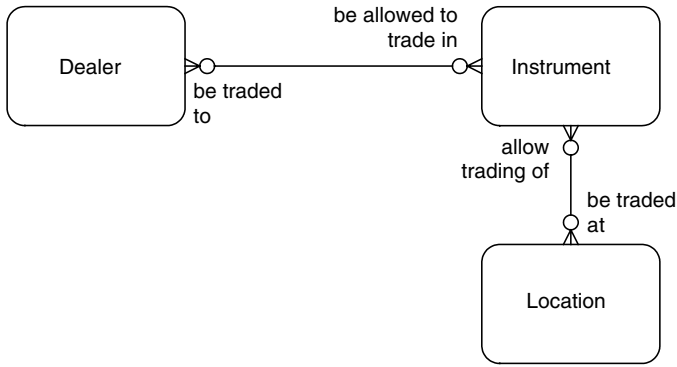 be allowed to
trade in
Dealer
Instrument
be traded
to
allow
trading of
be traded
at
Location